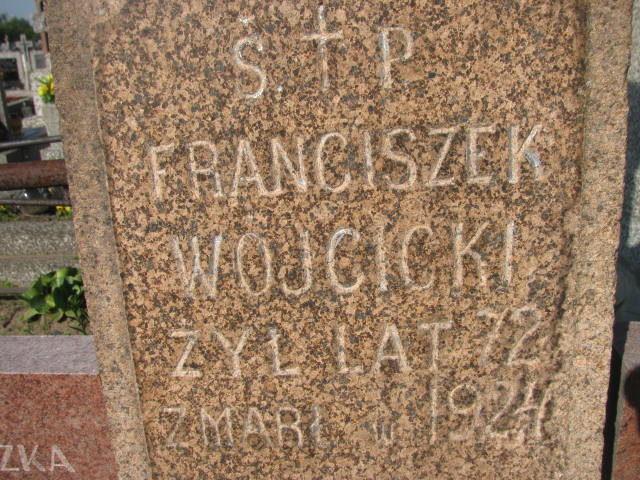 Ś. † P
FRANCISZEK
WOJCICKI
ŻYŁ LAT 72
ZMARŁ w 1924
ZKA